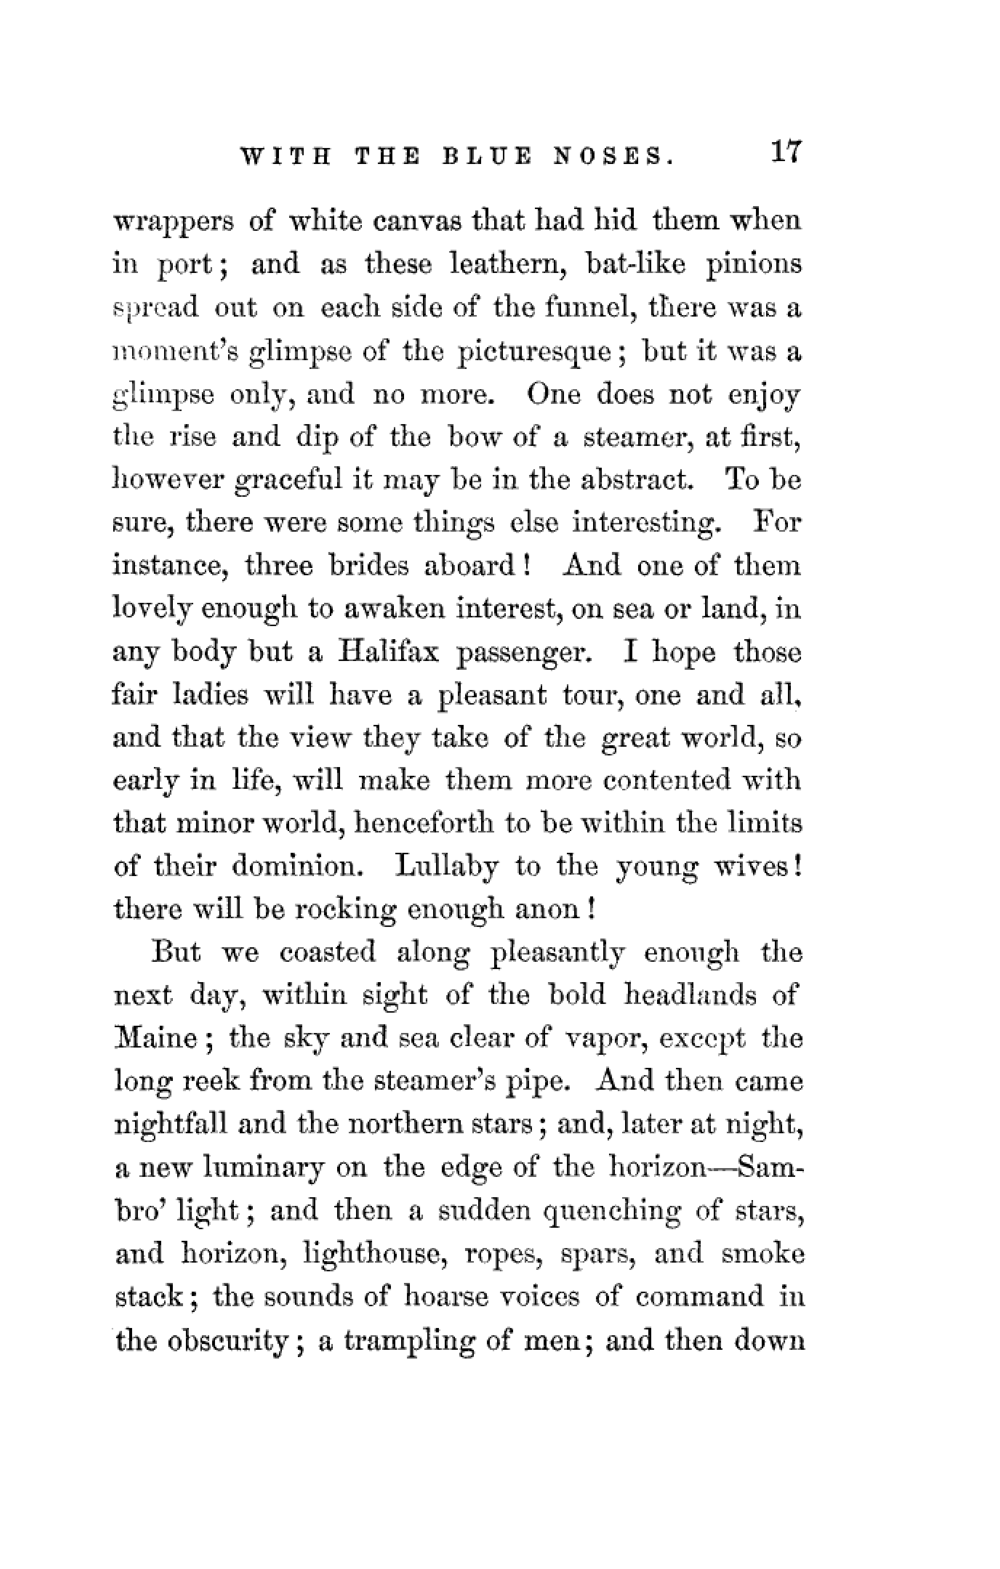 WITH THE BLUE NOSES. 17
wrappers of white canvas that had hid them when
in port; and as these leathern, bat-like pinions
spread out on each side of the funnel, there was a
moment's glimpse of the picturesque; but it was a
glimpse only, and no more. One does not enjoy
the rise and dip of the bow of a steamer, at first,
however graceful it may be in the abstract. To be
sure, there were some things else interesting. For
instance, three brides aboard! And one of them
lovely enough to awaken interest, on sea or land, in
any body but a Halifax passenger. I hope those
fair ladies will have a pleasant tour, one and all,
and that the view they take of the great world, so
early in life, will make them more contented with
that minor world, henceforth to be within the limits
of their dominion. Lullaby to the young wives!
there will be rocking enough anon!
But we coasted along pleasantly enough the
next day, within sight of the bold headlands of
Maine; the sky and sea clear of vapor, except the
long reek from the steamer's pipe. And then came
nightfall and the northern stars; and, later at night,
a new luminary on the edge of the horizon—Sam-
bro' light; and then a sudden quenching of stars,
and horizon, lighthouse, ropes, spars, and smoke
stack; the sounds of hoarse voices of command in
the obscurity; a trampling of men; and then down